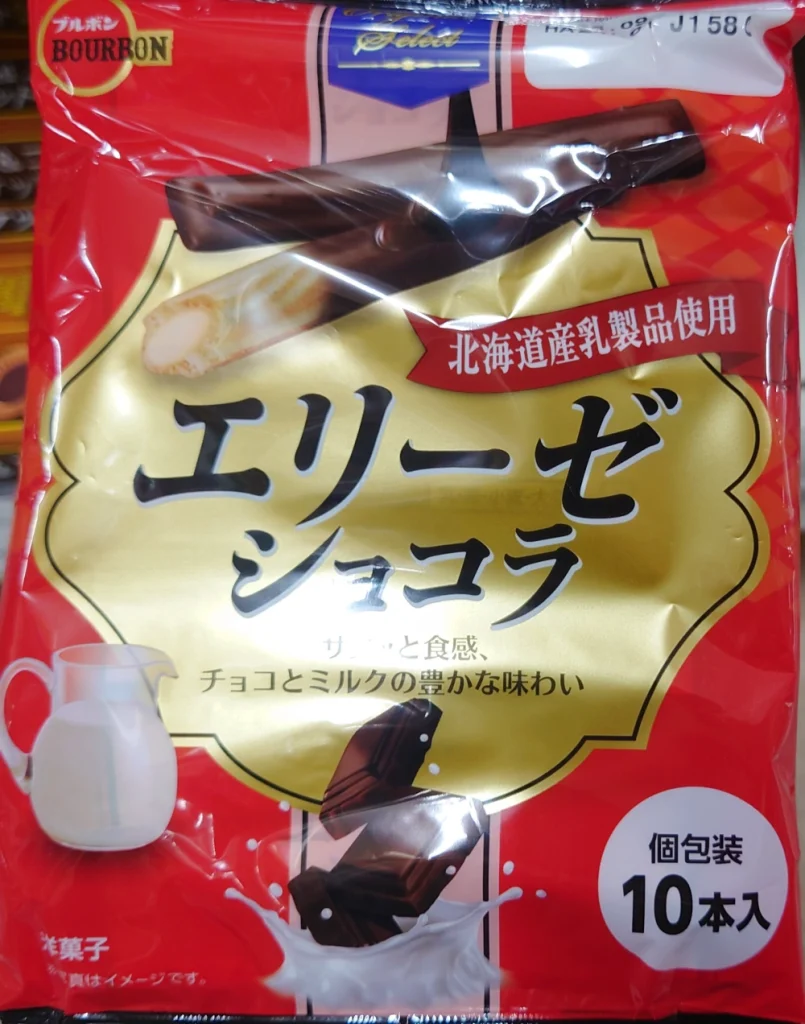 ブルボン
BOURBON
Select
J158
北海道産乳製品使用
エリーゼ
ショコラ
と食感、
チョコとミルクの豊かな味わい
個包装
10本入
洋菓子
真はイメージです。